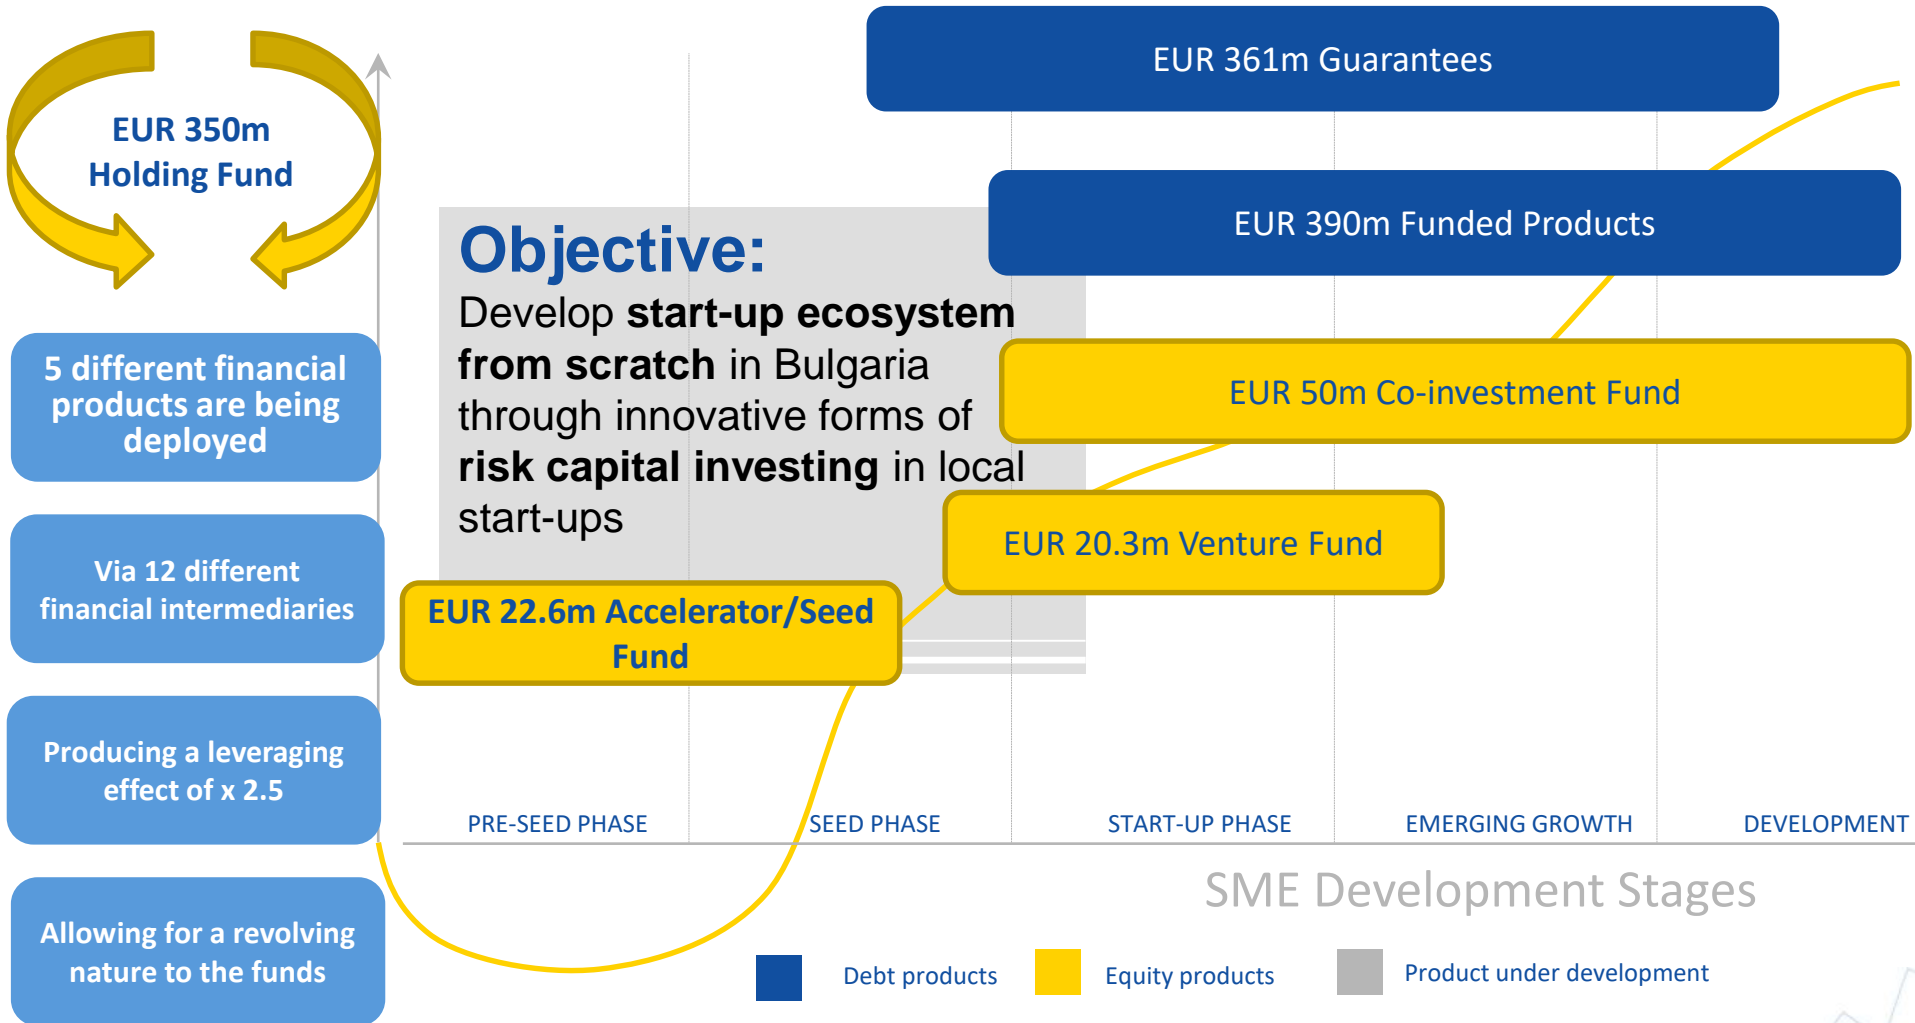 EUR 350m
Holding Fund
5 different financial
products are being
deployed
Via 12 different
financial intermediaries
Producing a leveraging
effect of x 2.5
Allowing for a revolving
nature to the funds
EUR 361m Guarantees
EUR 390m Funded Products
Objective:
Develop start-up ecosystem
from scratch in Bulgaria
through innovative forms of
risk capital investing in local
start-ups
EUR 50m Co-investment Fund
EUR 20.3m Venture Fund
EUR 22.6m Accelerator/Seed
Fund
PRE-SEED PHASE
SEED PHASE
START-UP PHASE
EMERGING GROWTH
DEVELOPMENT
SME Development Stages
Debt products
Equity products
Product under development